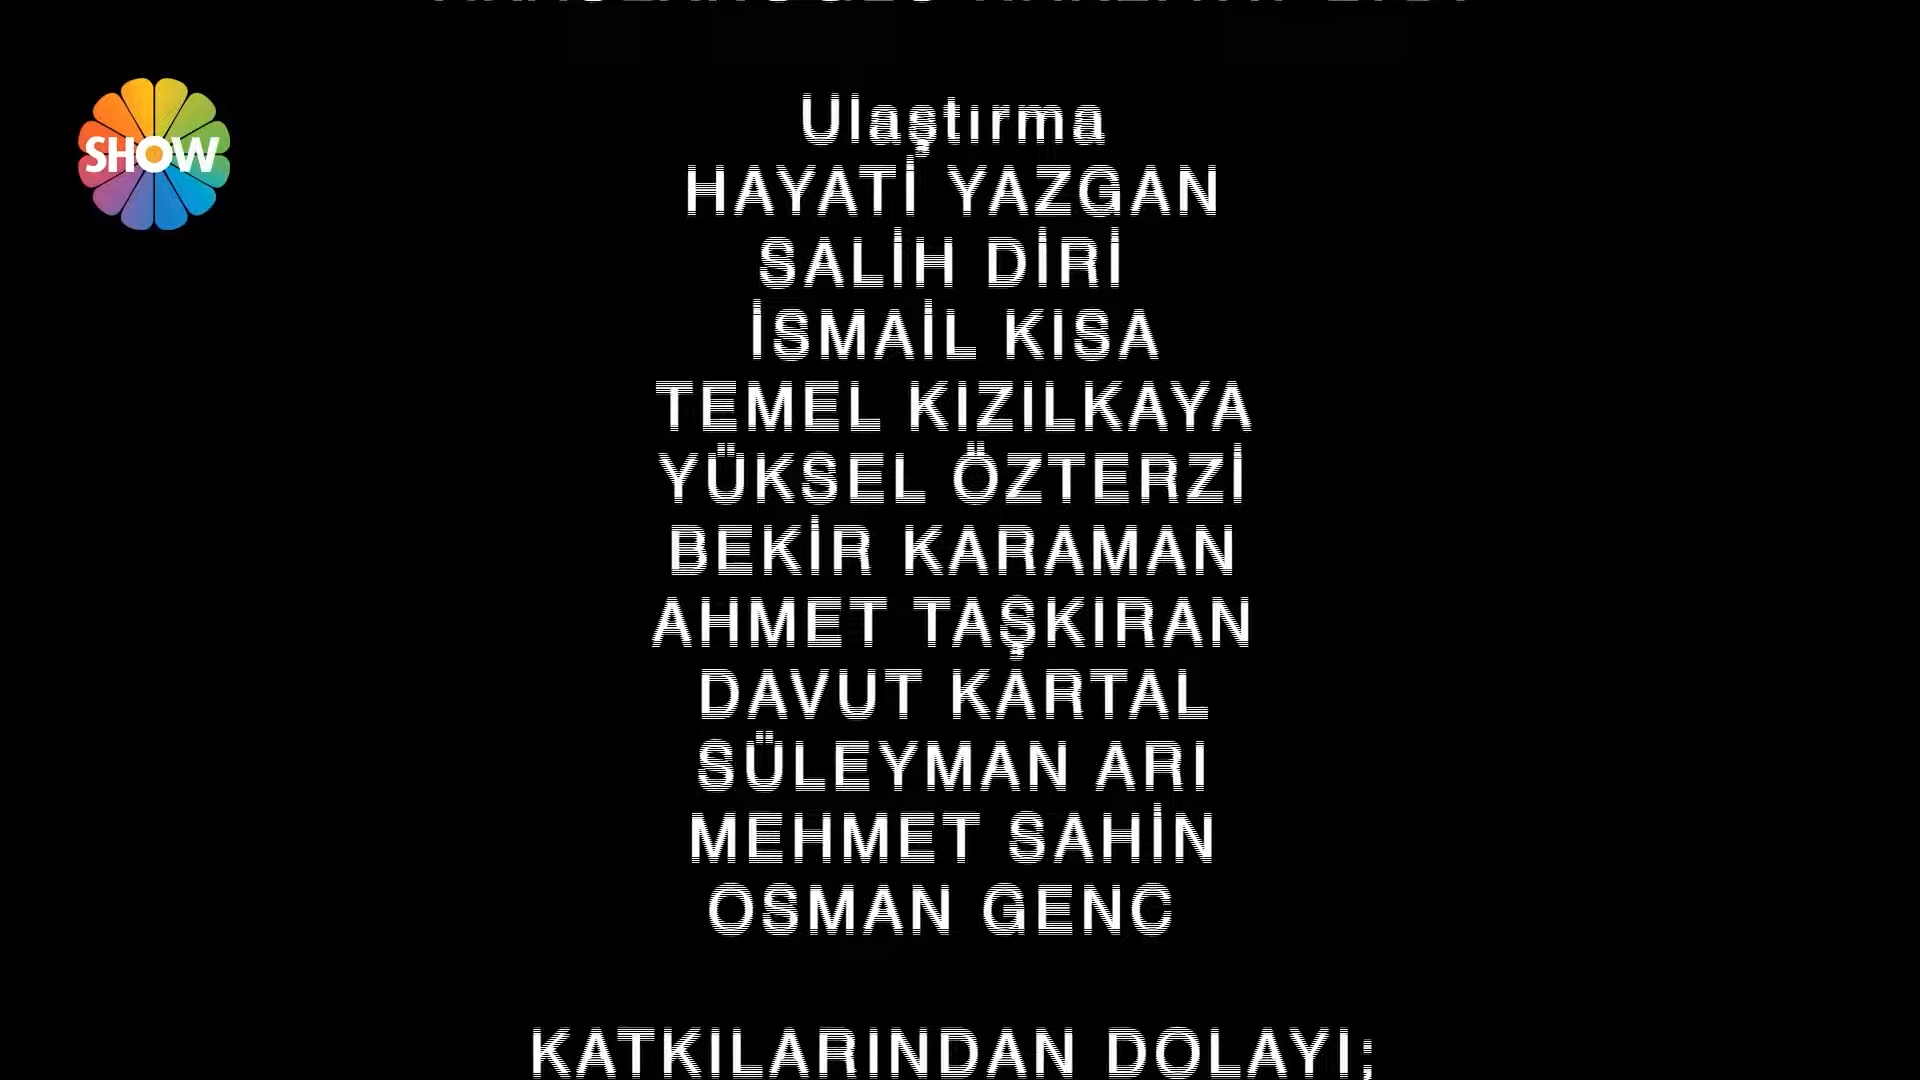 SHOW
Ulaştırma
HAYATİ YAZGAN
SALİH DİRİ
İSMAİL KISA
TEMEL KIZILKAYA
YÜKSEL ÖZTERZİ
BEKİR KARAMAN
AHMET TAŞKIRAN
DAVUT KARTAL
SÜLEYMAN ARI
MEHMET SAHİN
OSMAN GENC
KATKILARINDAN DOLAYI;